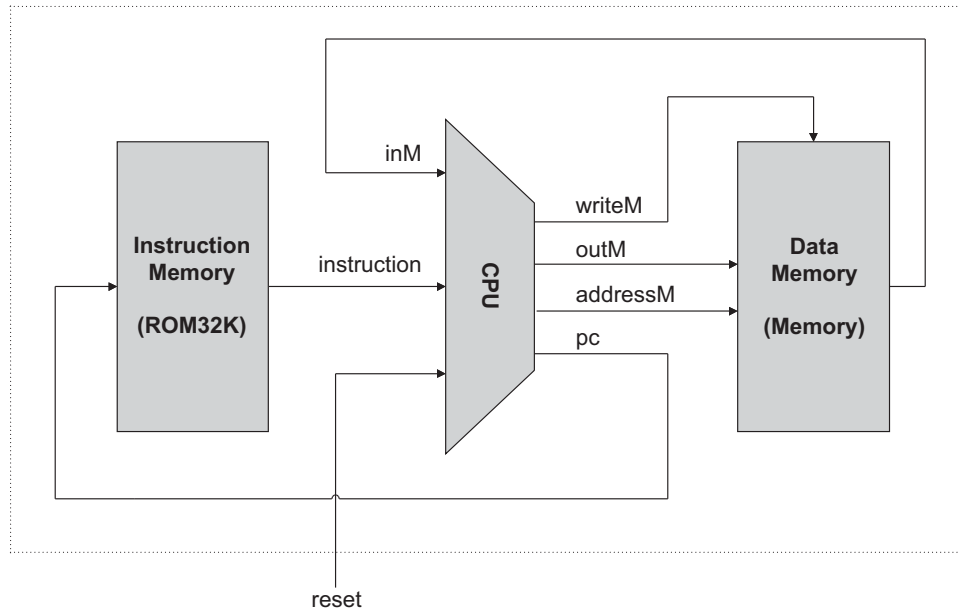 inM
writeM
Instruction
Memory
(ROM32K)
instruction
CPU
outM
addressM
pc
Data
Memory
(Memory)
reset